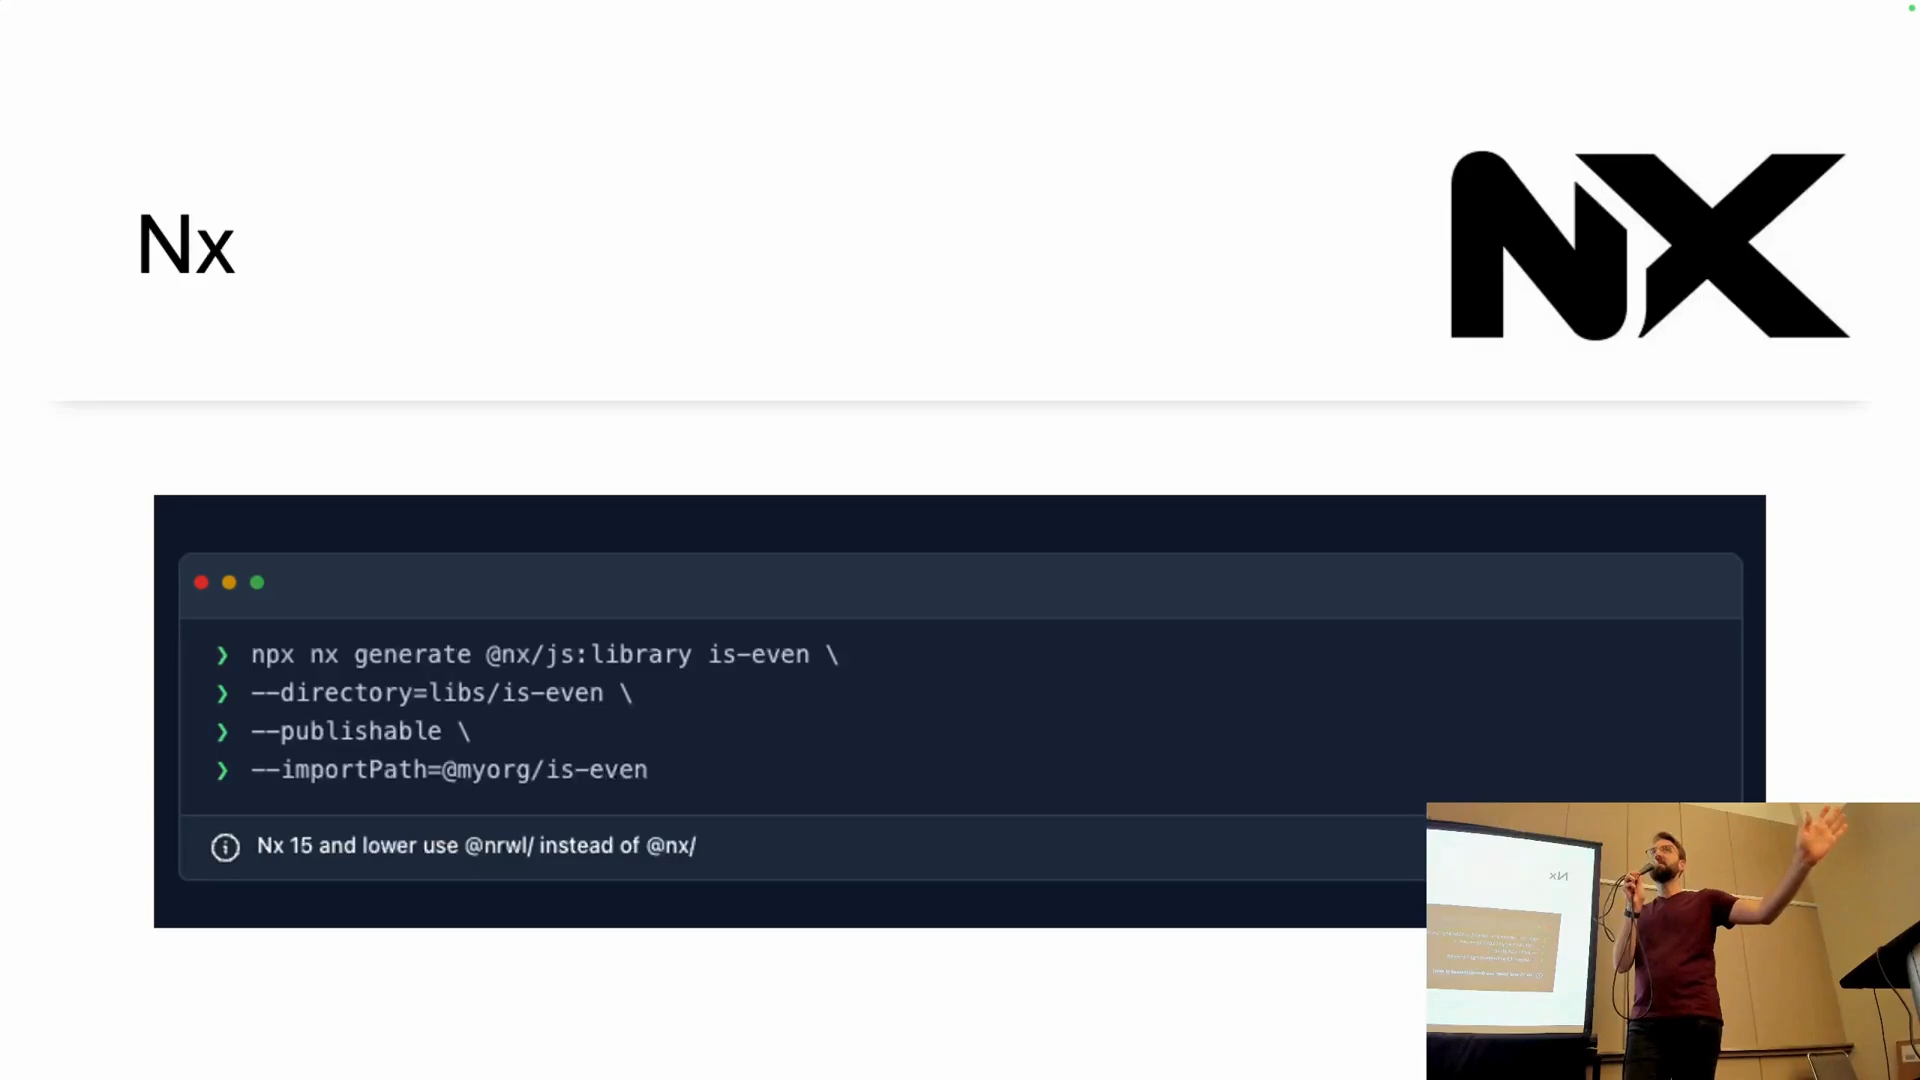 Nx
NX
❯ npx nx generate @nx/js:library is-even \
❯ --directory=libs/is-even \
❯ --publishable \
❯ --importPath=@myorg/is-even
Nx 15 and lower use @nrwl/ instead of @nx/
Nx